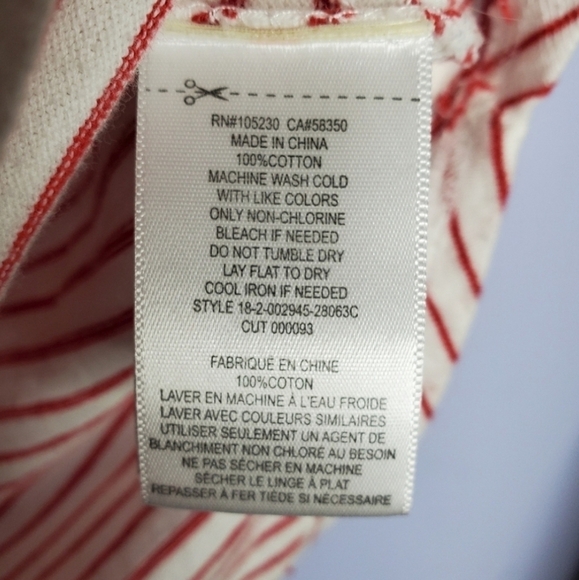 RN#105230 CA#58350
MADE IN CHINA
100%COTTON
MACHINE WASH COLD
WITH LIKE COLORS
ONLY NON-CHLORINE
BLEACH IF NEEDED
DO NOT TUMBLE DRY
LAY FLAT TO DRY
COOL IRON IF NEEDED
STYLE 18-2-002945-28063C
CUT 000093
FABRIQUÉ EN CHINE
100%COTON
LAVER EN MACHINE À L'EAU FROIDE
LAVER AVEC COULEURS SIMILAIRES
UTILISER SEULEMENT UN AGENT DE
BLANCHIMENT NON CHLORÉ AU BESOIN
NE PAS SÉCHER EN MACHINE
SÉCHER LE LINGE À PLAT
REPASSER À FER TIÉDE SI NÉCESSAIRE